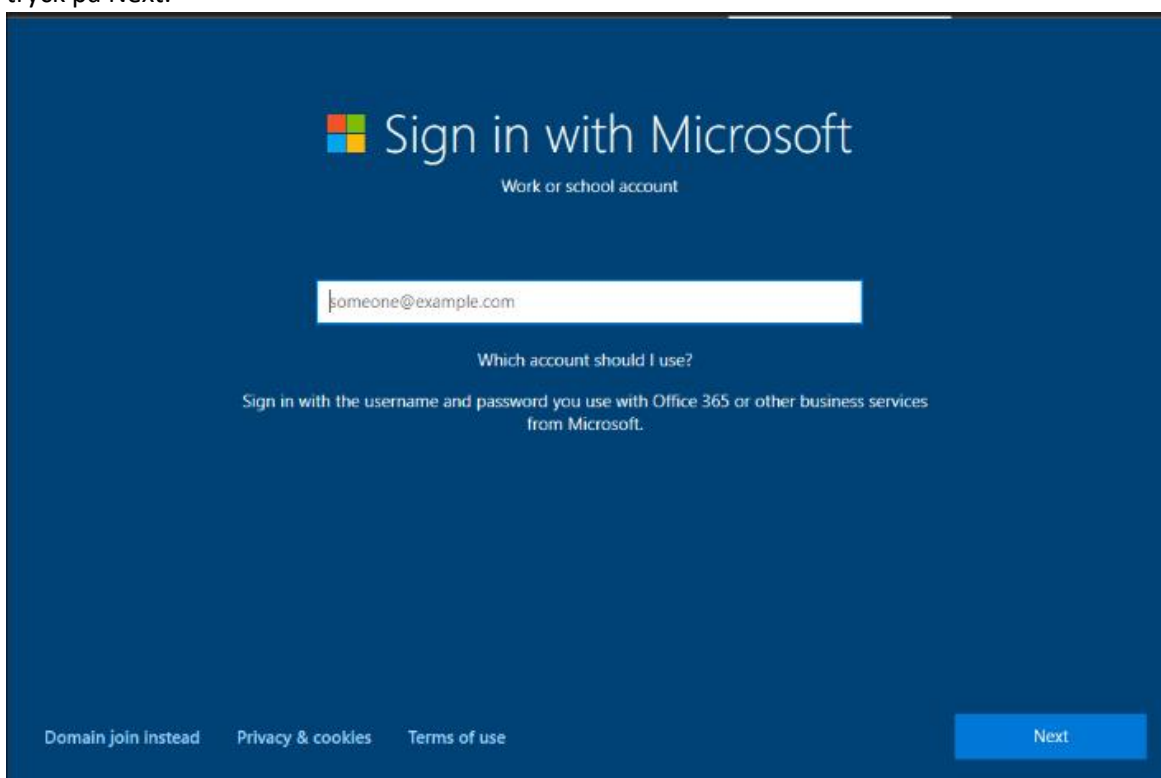 tryck på Next.
Sign in with Microsoft
Work or school account
someone@example.com
Which account should I use?
Sign in with the username and password you use with Office 365 or other business services
from Microsoft.
Domain join instead Privacy & cookies Terms of use Next